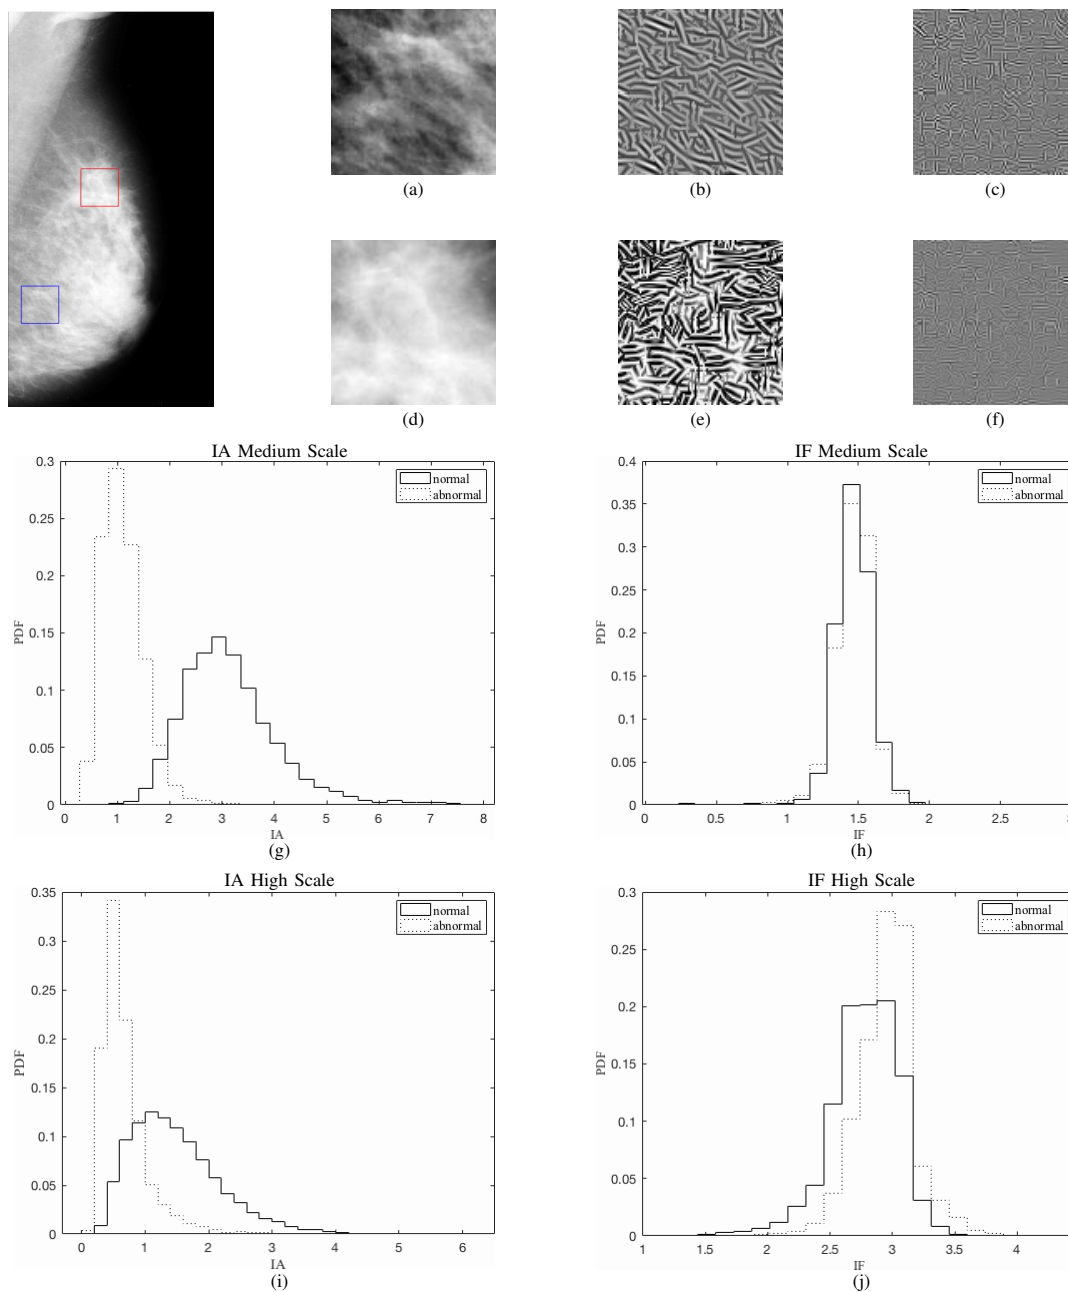 (a)
(b)
(c)
(d)
(e)
(f)
IA Medium Scale
0.3
0.25
0.2
0.15
0.1
0.05
0
PDF
normal
abnormal
0 1 2 3 4 5 6 7 8
IA
(g)
IF Medium Scale
0.4
0.35
0.3
0.25
0.2
0.15
0.1
0.05
0
PDF
normal
abnormal
0 0.5 1 1.5 2 2.5
IF
(h)
IA High Scale
0.35
0.3
0.25
0.2
0.15
0.1
0.05
0
PDF
normal
abnormal
0 1 2 3 4 5 6
IA
(i)
IF High Scale
0.3
0.25
0.2
0.15
0.1
0.05
0
PDF
normal
abnormal
1 1.5 2 2.5 3 3.5 4
IF
(j)